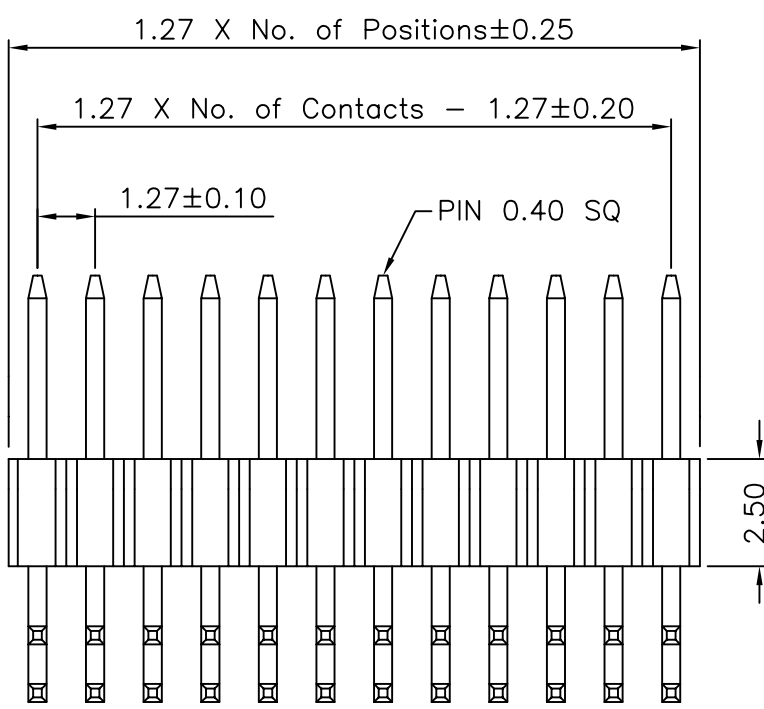 1.27 X No. of Positions±0.25
1.27 X No. of Contacts - 1.27±0.20
1.27±0.10
PIN 0.40 SQ
2.50